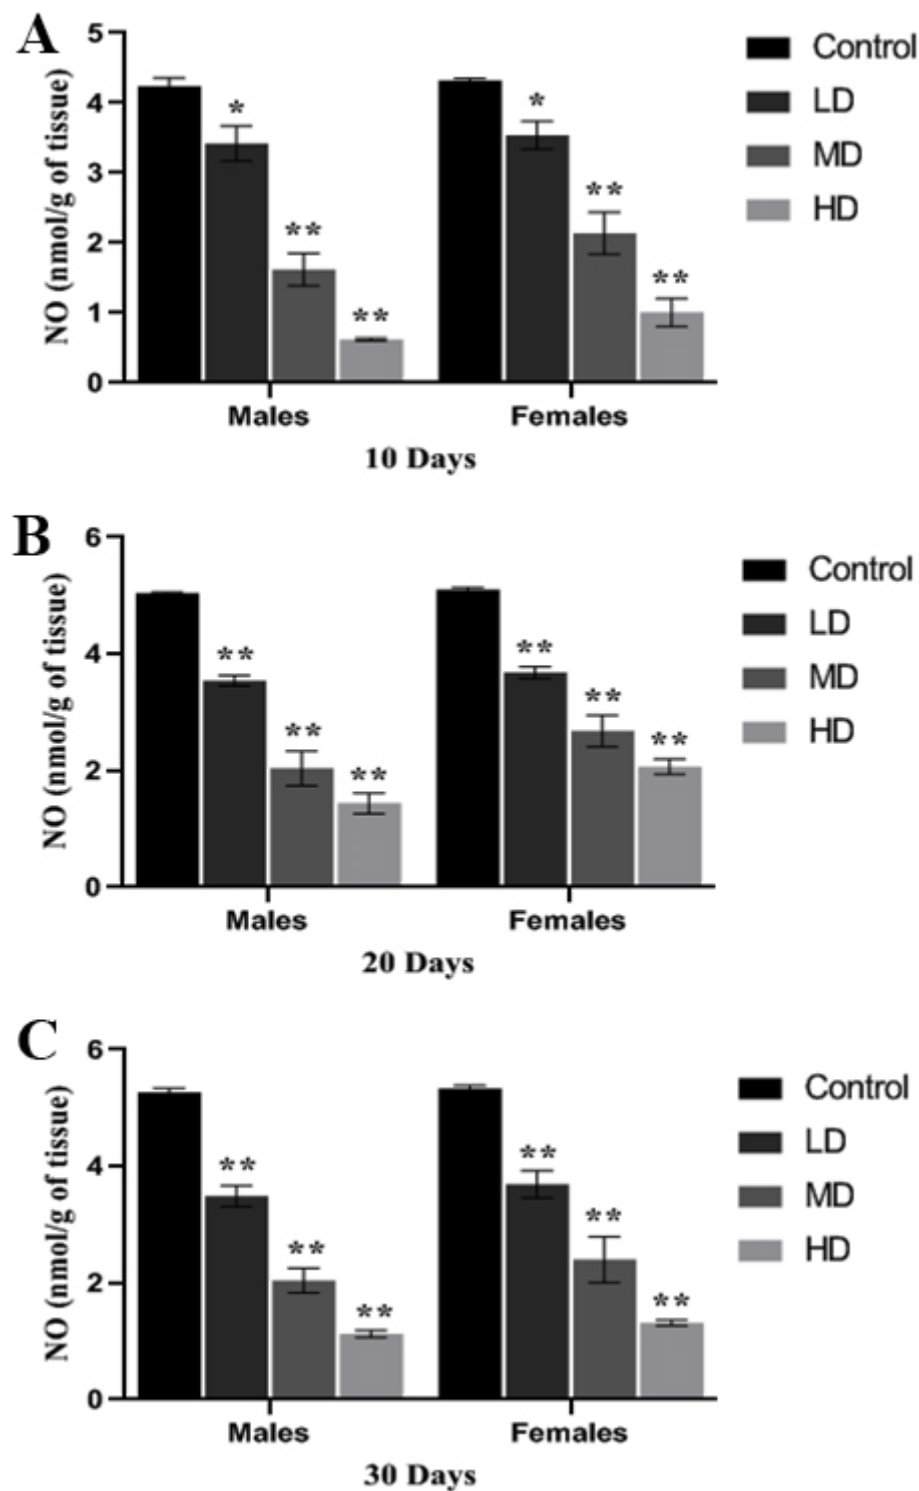 A
NO (nmol/g of tissue)
5
4
3
2
1
0
*
**
**
*
**
**
Males
Females
10 Days
Control
LD
MD
HD
B
NO (nmol/g of tissue)
6
4
2
0
**
**
**
**
**
**
Males
Females
20 Days
Control
LD
MD
HD
C
NO (nmol/g of tissue)
6
4
2
0
**
**
**
**
**
**
Males
Females
30 Days
Control
LD
MD
HD